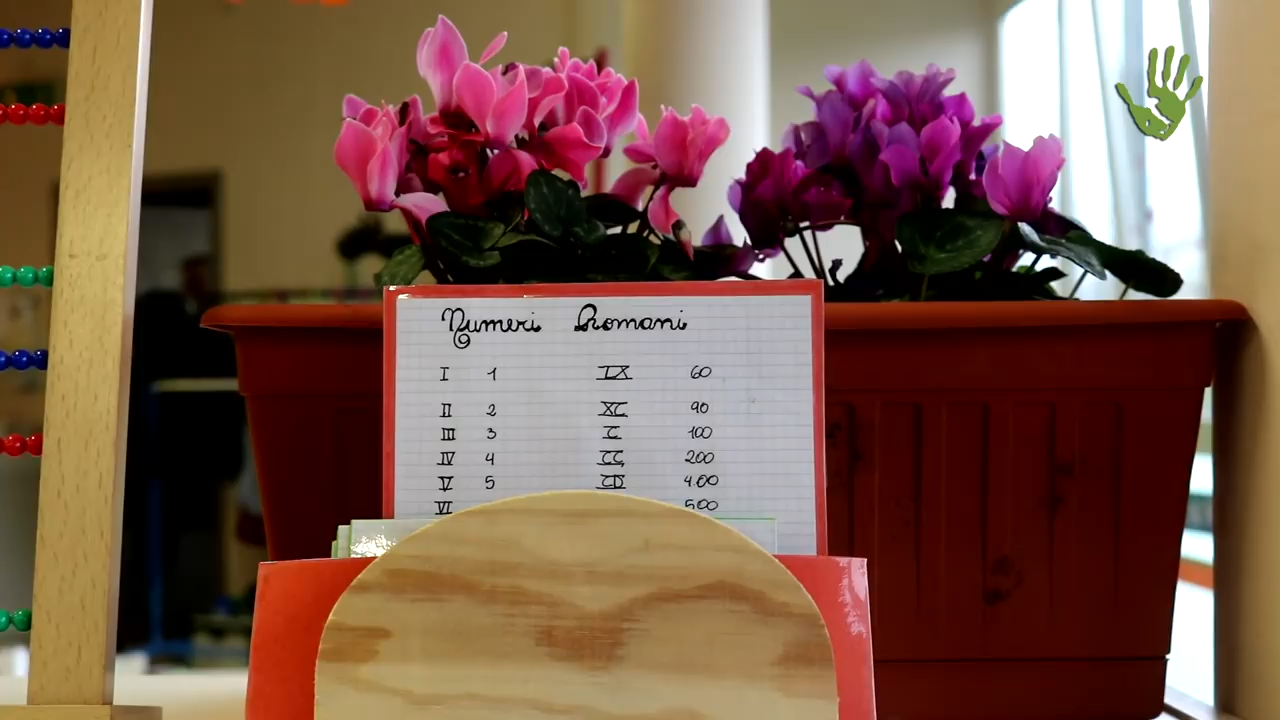 Numeri Romani
I 1 IX 60
II 2 XC 90
III 3 C 100
IV 4 CC 200
V 5 CD 400
VI 500